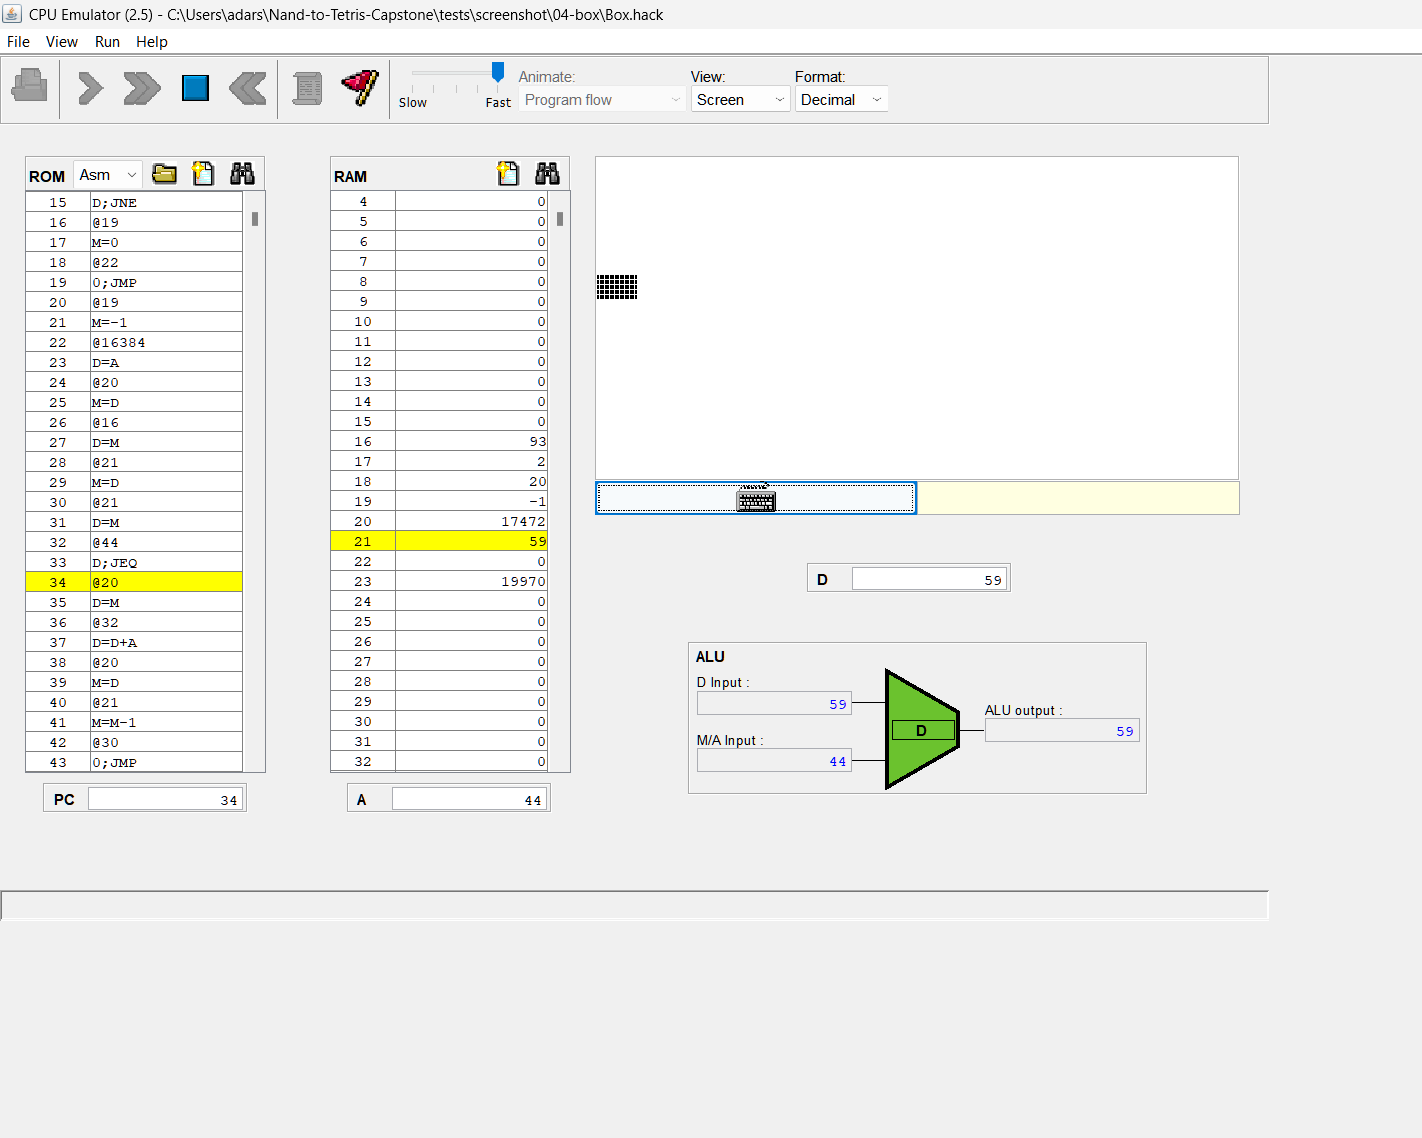 CPU Emulator (2.5) - C:\Users\adars\Nand-to-Tetris-Capstone\tests\screenshot\04-box\Box.hack
File View Run Help
Slow Fast
Animate:
Program flow
View:
Screen
Format:
Decimal
ROM Asm
15 D;JNE
16 @19
17 M=0
18 @22
19 0;JMP
20 @19
21 M=-1
22 @16384
23 D=A
24 @20
25 M=D
26 @16
27 D=M
28 @21
29 M=D
30 @21
31 D=M
32 @44
33 D;JEQ
34 @20
35 D=M
36 @32
37 D=D+A
38 @20
39 M=D
40 @21
41 M=M-1
42 @30
43 0;JMP
PC 34
RAM
4 0
5 0
6 0
7 0
8 0
9 0
10 0
11 0
12 0
13 0
14 0
15 0
16 93
17 2
18 20
19 -1
20 17472
21 59
22 0
23 19970
24 0
25 0
26 0
27 0
28 0
29 0
30 0
31 0
32 0
A 44
D 59
ALU
D Input :
59
M/A Input :
44
D
ALU output :
59